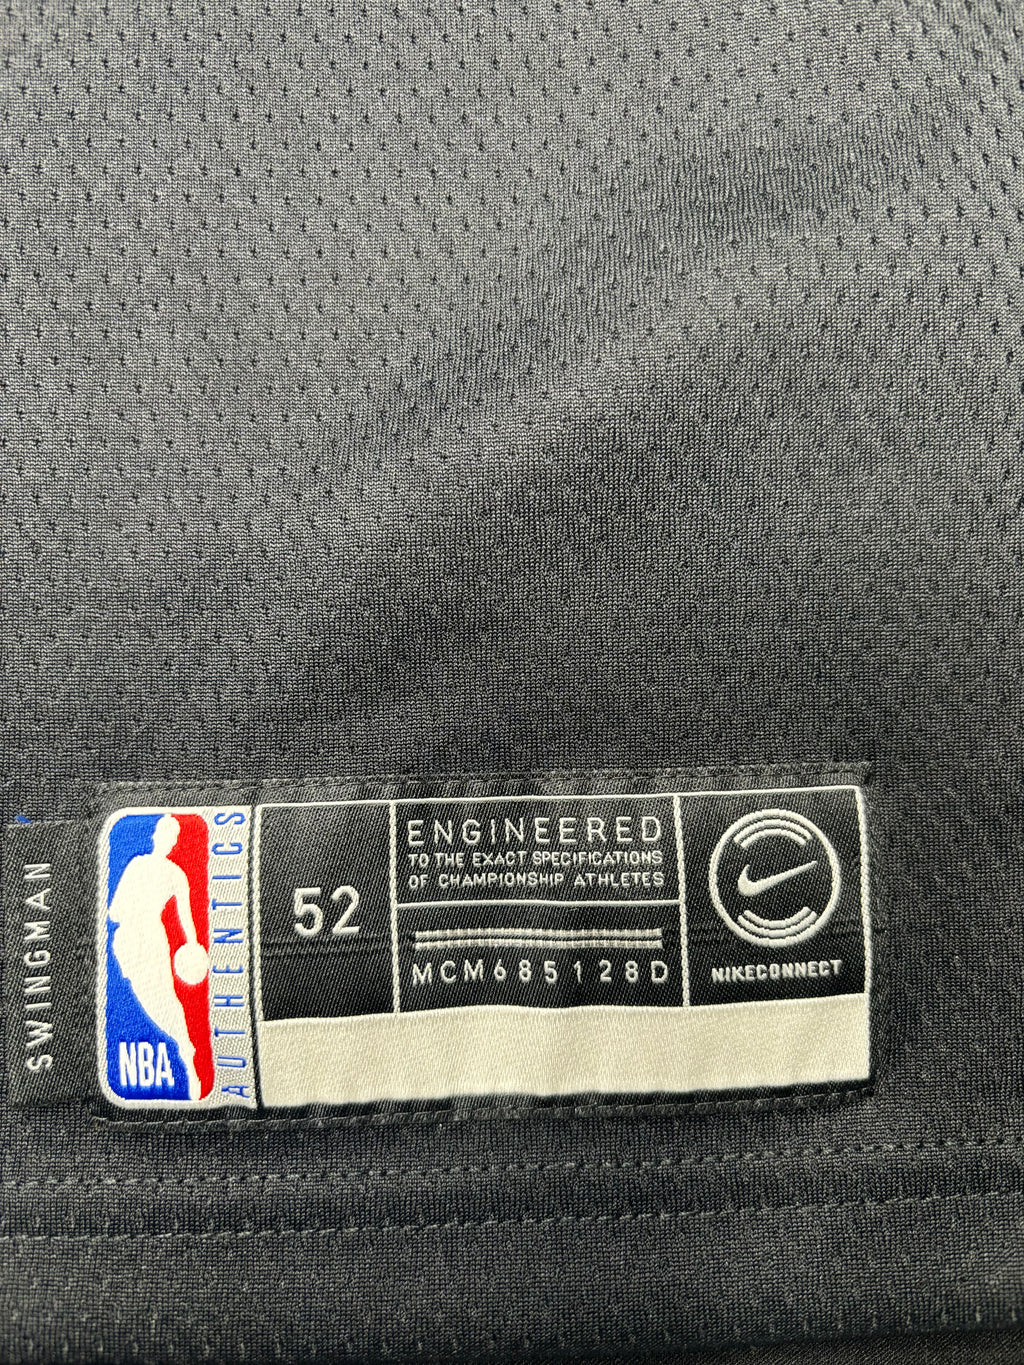 SWINGMAN
NBA
AUTHENTICS
52
ENGINEERED
TO THE EXACT SPECIFICATIONS
OF CHAMPIONSHIP ATHLETES
MCM685128D
NIKECONNECT